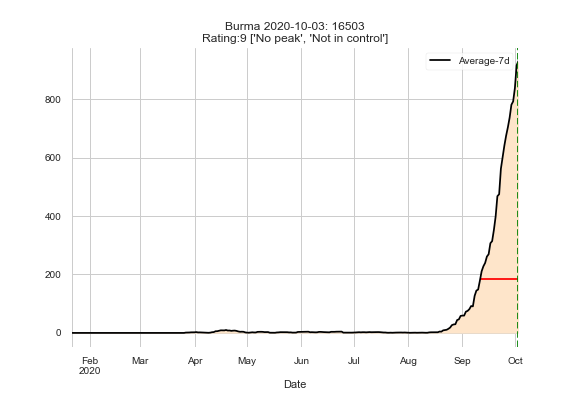 Burma 2020-10-03: 16503
Rating:9 ['No peak', 'Not in control']
Average-7d
800
600
400
200
0
Feb Mar Apr May Jun Jul Aug Sep Oct
2020
Date